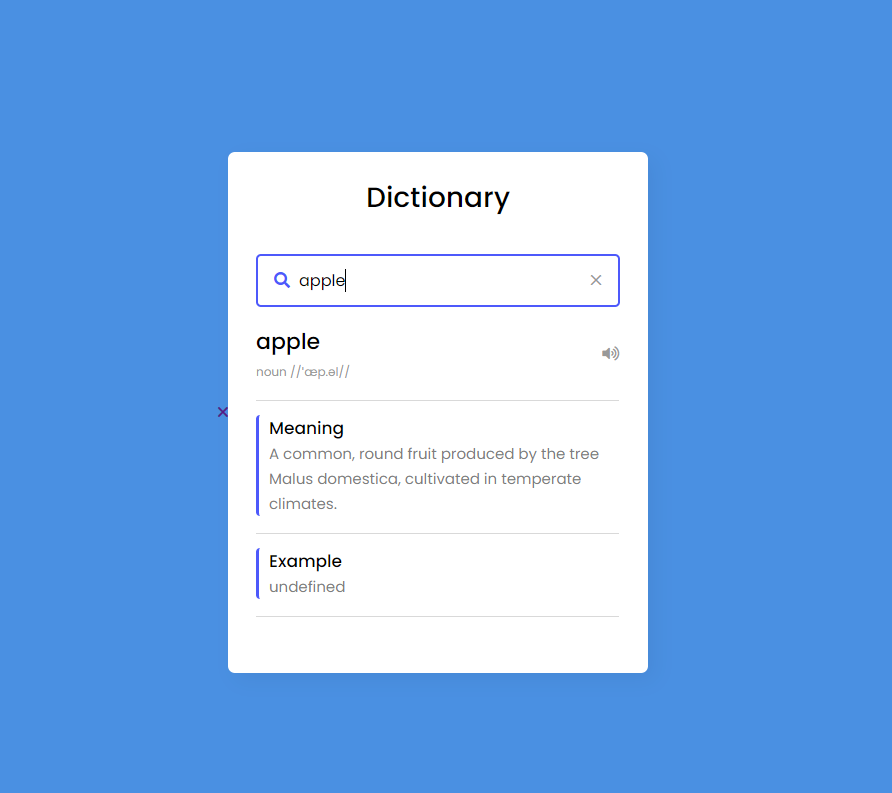 Dictionary
apple
apple
noun //ˈæp.əl//
Meaning
A common, round fruit produced by the tree
Malus domestica, cultivated in temperate
climates.
Example
undefined